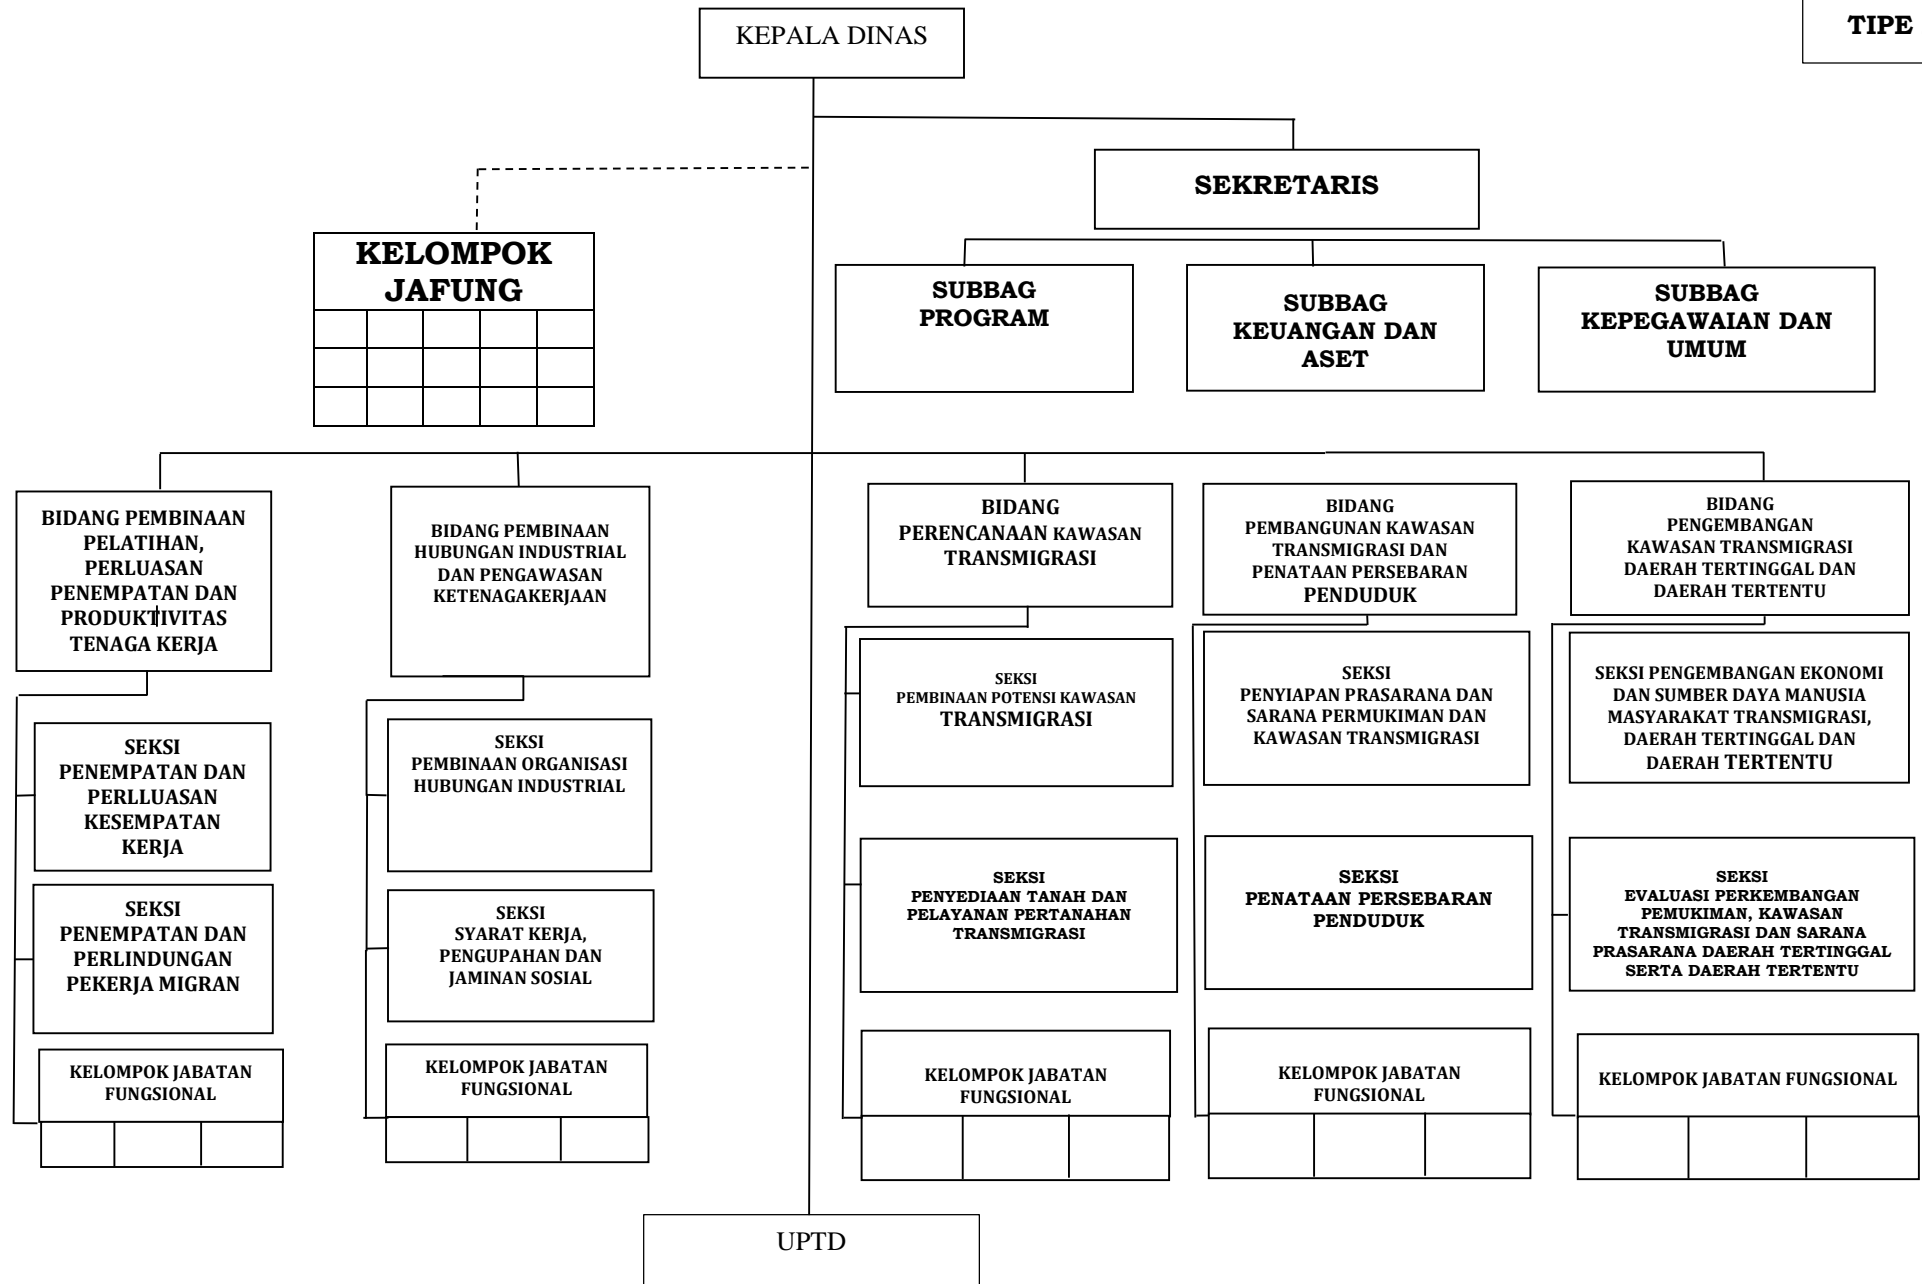 KEPALA DINAS
TIPE
SEKRETARIS
KELOMPOK
JAFUNG
SUBBAG
PROGRAM
SUBBAG
KEUANGAN DAN
ASET
SUBBAG
KEPEGAWAIAN DAN
UMUM
BIDANG PEMBINAAN
PELATIHAN,
PERLUASAN
PENEMPATAN DAN
PRODUKTIVITAS
TENAGA KERJA
BIDANG PEMBINAAN
HUBUNGAN INDUSTRIAL
DAN PENGAWASAN
KETENAGAKERJAAN
BIDANG
PERENCANAAN KAWASAN
TRANSMIGRASI
BIDANG
PEMBANGUNAN KAWASAN
TRANSMIGRASI DAN
PENATAAN PERSEBARAN
PENDUDUK
BIDANG
PENGEMBANGAN
KAWASAN TRANSMIGRASI
DAERAH TERTINGGAL DAN
DAERAH TERTENTU
SEKSI
PENEMPATAN DAN
PERLLUASAN
KESEMPATAN
KERJA
SEKSI
PEMBINAAN ORGANISASI
HUBUNGAN INDUSTRIAL
SEKSI
PEMBINAAN POTENSI KAWASAN
TRANSMIGRASI
SEKSI
PENYIAPAN PRASARANA DAN
SARANA PERMUKIMAN DAN
KAWASAN TRANSMIGRASI
SEKSI PENGEMBANGAN EKONOMI
DAN SUMBER DAYA MANUSIA
MASYARAKAT TRANSMIGRASI,
DAERAH TERTINGGAL DAN
DAERAH TERTENTU
SEKSI
PENEMPATAN DAN
PERLINDUNGAN
PEKERJA MIGRAN
SEKSI
SYARAT KERJA,
PENGUPAHAN DAN
JAMINAN SOSIAL
SEKSI
PENYEDIAAN TANAH DAN
PELAYANAN PERTANAHAN
TRANSMIGRASI
SEKSI
PENATAAN PERSEBARAN
PENDUDUK
SEKSI
EVALUASI PERKEMBANGAN
PEMUKIMAN, KAWASAN
TRANSMIGRASI DAN SARANA
PRASARANA DAERAH TERTINGGAL
SERTA DAERAH TERTENTU
KELOMPOK JABATAN
FUNGSIONAL
KELOMPOK JABATAN
FUNGSIONAL
KELOMPOK JABATAN
FUNGSIONAL
KELOMPOK JABATAN
FUNGSIONAL
KELOMPOK JABATAN FUNGSIONAL
UPTD